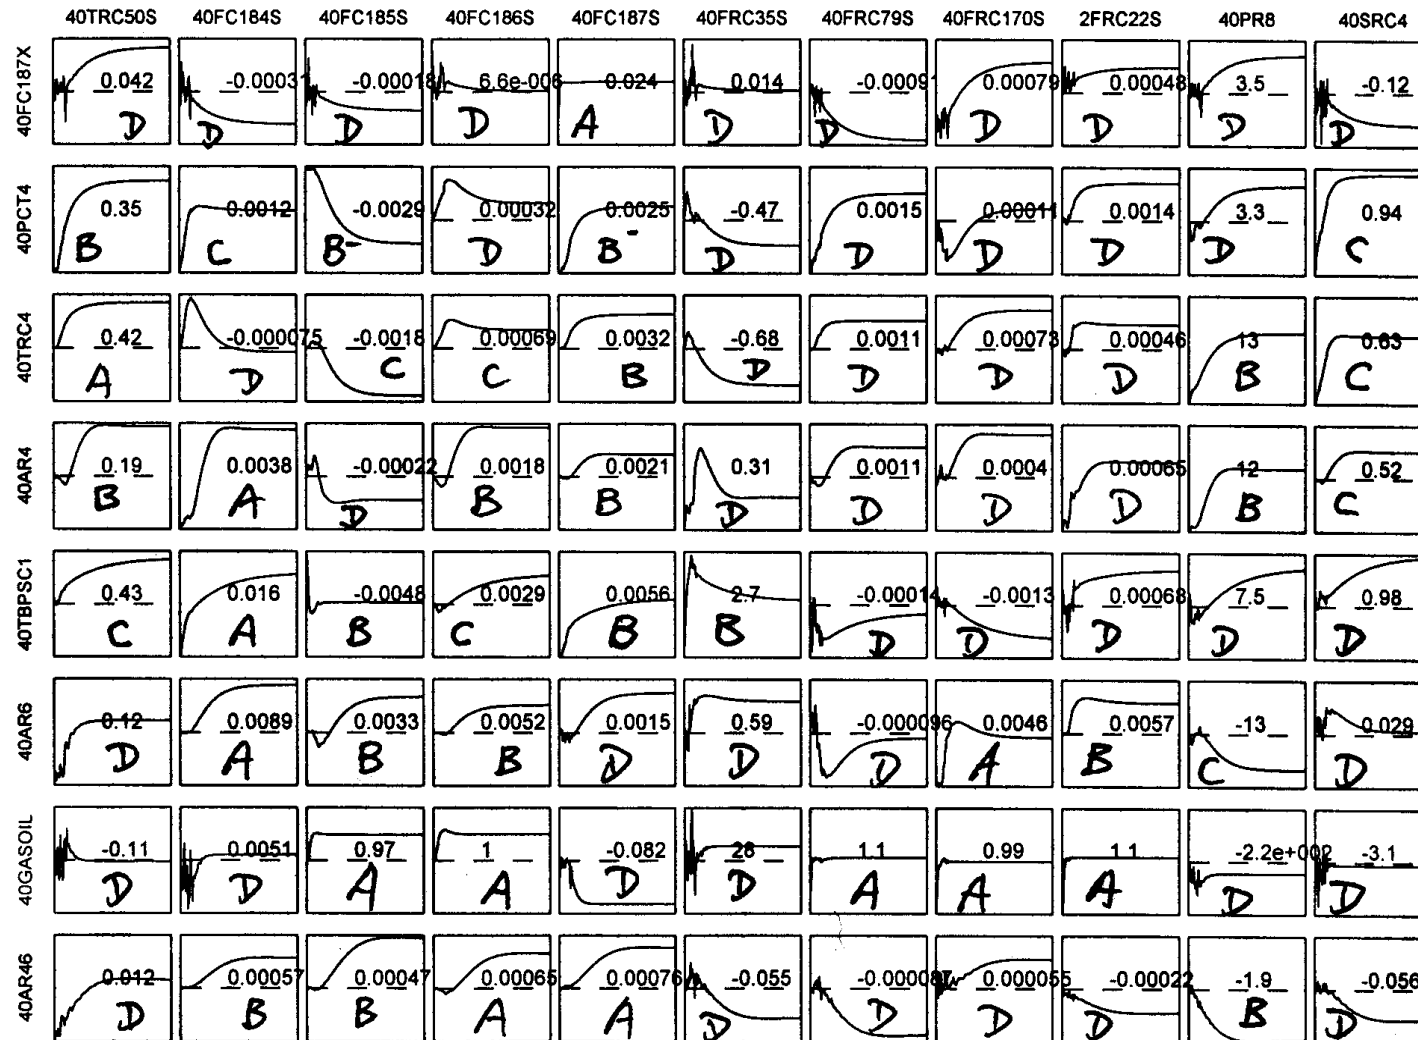 40TRC50S 40FC184S 40FC185S 40FC186S 40FC187S 40FRC35S 40FRC79S 40FRC170S 2FRC22S 40PR8 40SRC4
40FC187X 0.042 -0.00031 -0.00018 6.6e-006 0.024 0.014 -0.00091 0.00079 0.00048 3.5 -0.12
D D D D A D D D D D D
40PCT4 0.35 0.0012 -0.0029 0.00032 0.0025 -0.47 0.0015 0.00011 0.0014 3.3 0.94
B C B- D B- D D D D D C
40TRC4 0.42 -0.000075 -0.0018 0.00069 0.0032 -0.68 0.0011 0.00073 0.00046 13 0.63
A D C C B D D D D B C
40AR4 0.19 0.0038 -0.00022 0.0018 0.0021 0.31 0.0011 0.0004 0.00065 12 0.52
B A D B B D D D D B C
40TBPSC1 0.43 0.016 -0.0048 0.0029 0.0056 2.7 -0.00014 -0.0013 0.00068 7.5 0.98
C A B C B B D D D D D
40AR6 0.12 0.0089 0.0033 0.0052 0.0015 0.59 -0.000096 0.0046 0.0057 -13 0.029
D A B B D D D A B C D
40GASOIL -0.11 0.0051 0.97 1 -0.082 28 1.1 0.99 1.1 -2.2e+002 -3.1
D D A A D D A A A D D
40AR46 0.012 0.00057 0.00047 0.00065 0.00076 -0.055 0.000055 -0.00022 -1.9 -0.056
D B B A A D D D D B D